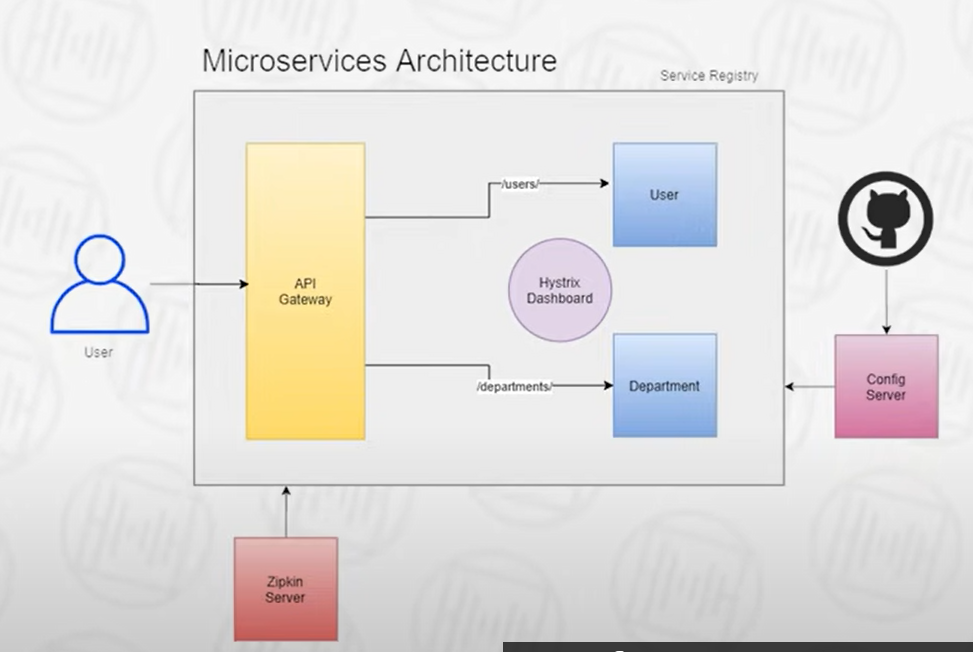 Microservices Architecture
Service Registry
/users/
User
API
Gateway
Hystrix
Dashboard
User
/departments/
Department
Config
Server
Zipkin
Server